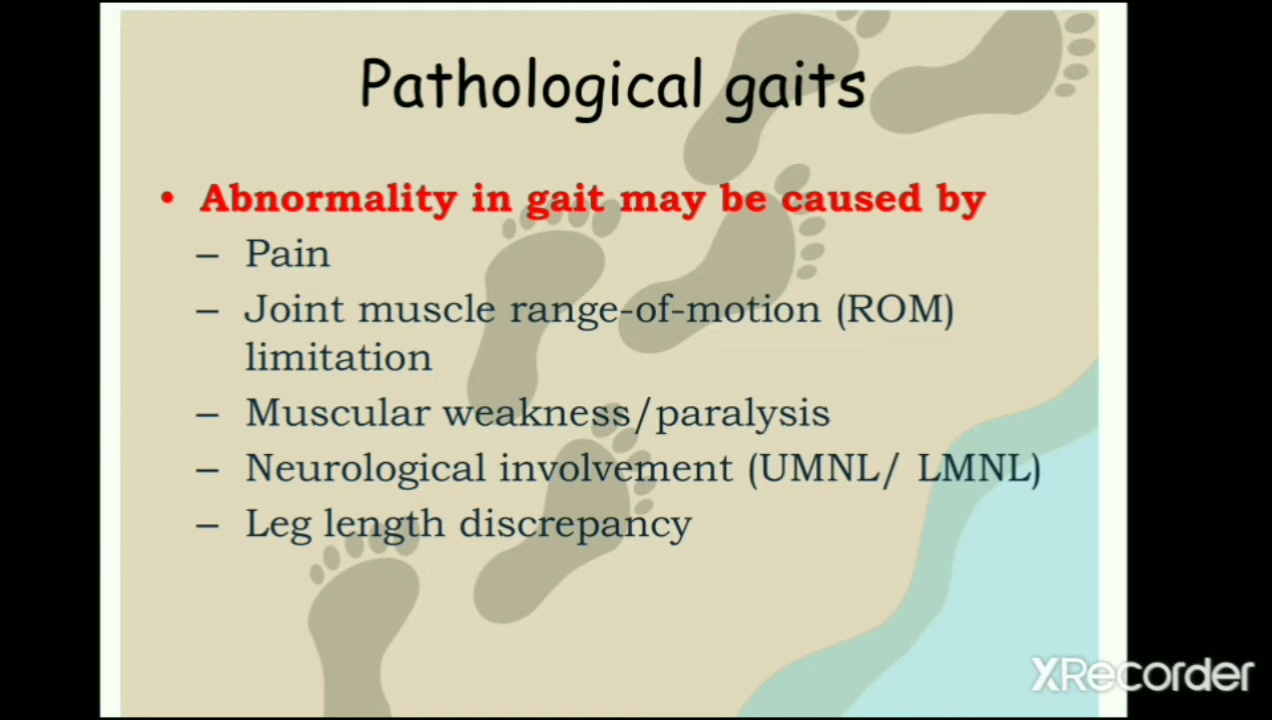 Pathological gaits
• Abnormality in gait may be caused by
– Pain
– Joint muscle range-of-motion (ROM)
limitation
– Muscular weakness/paralysis
– Neurological involvement (UMNL/ LMNL)
– Leg length discrepancy
XRecorder